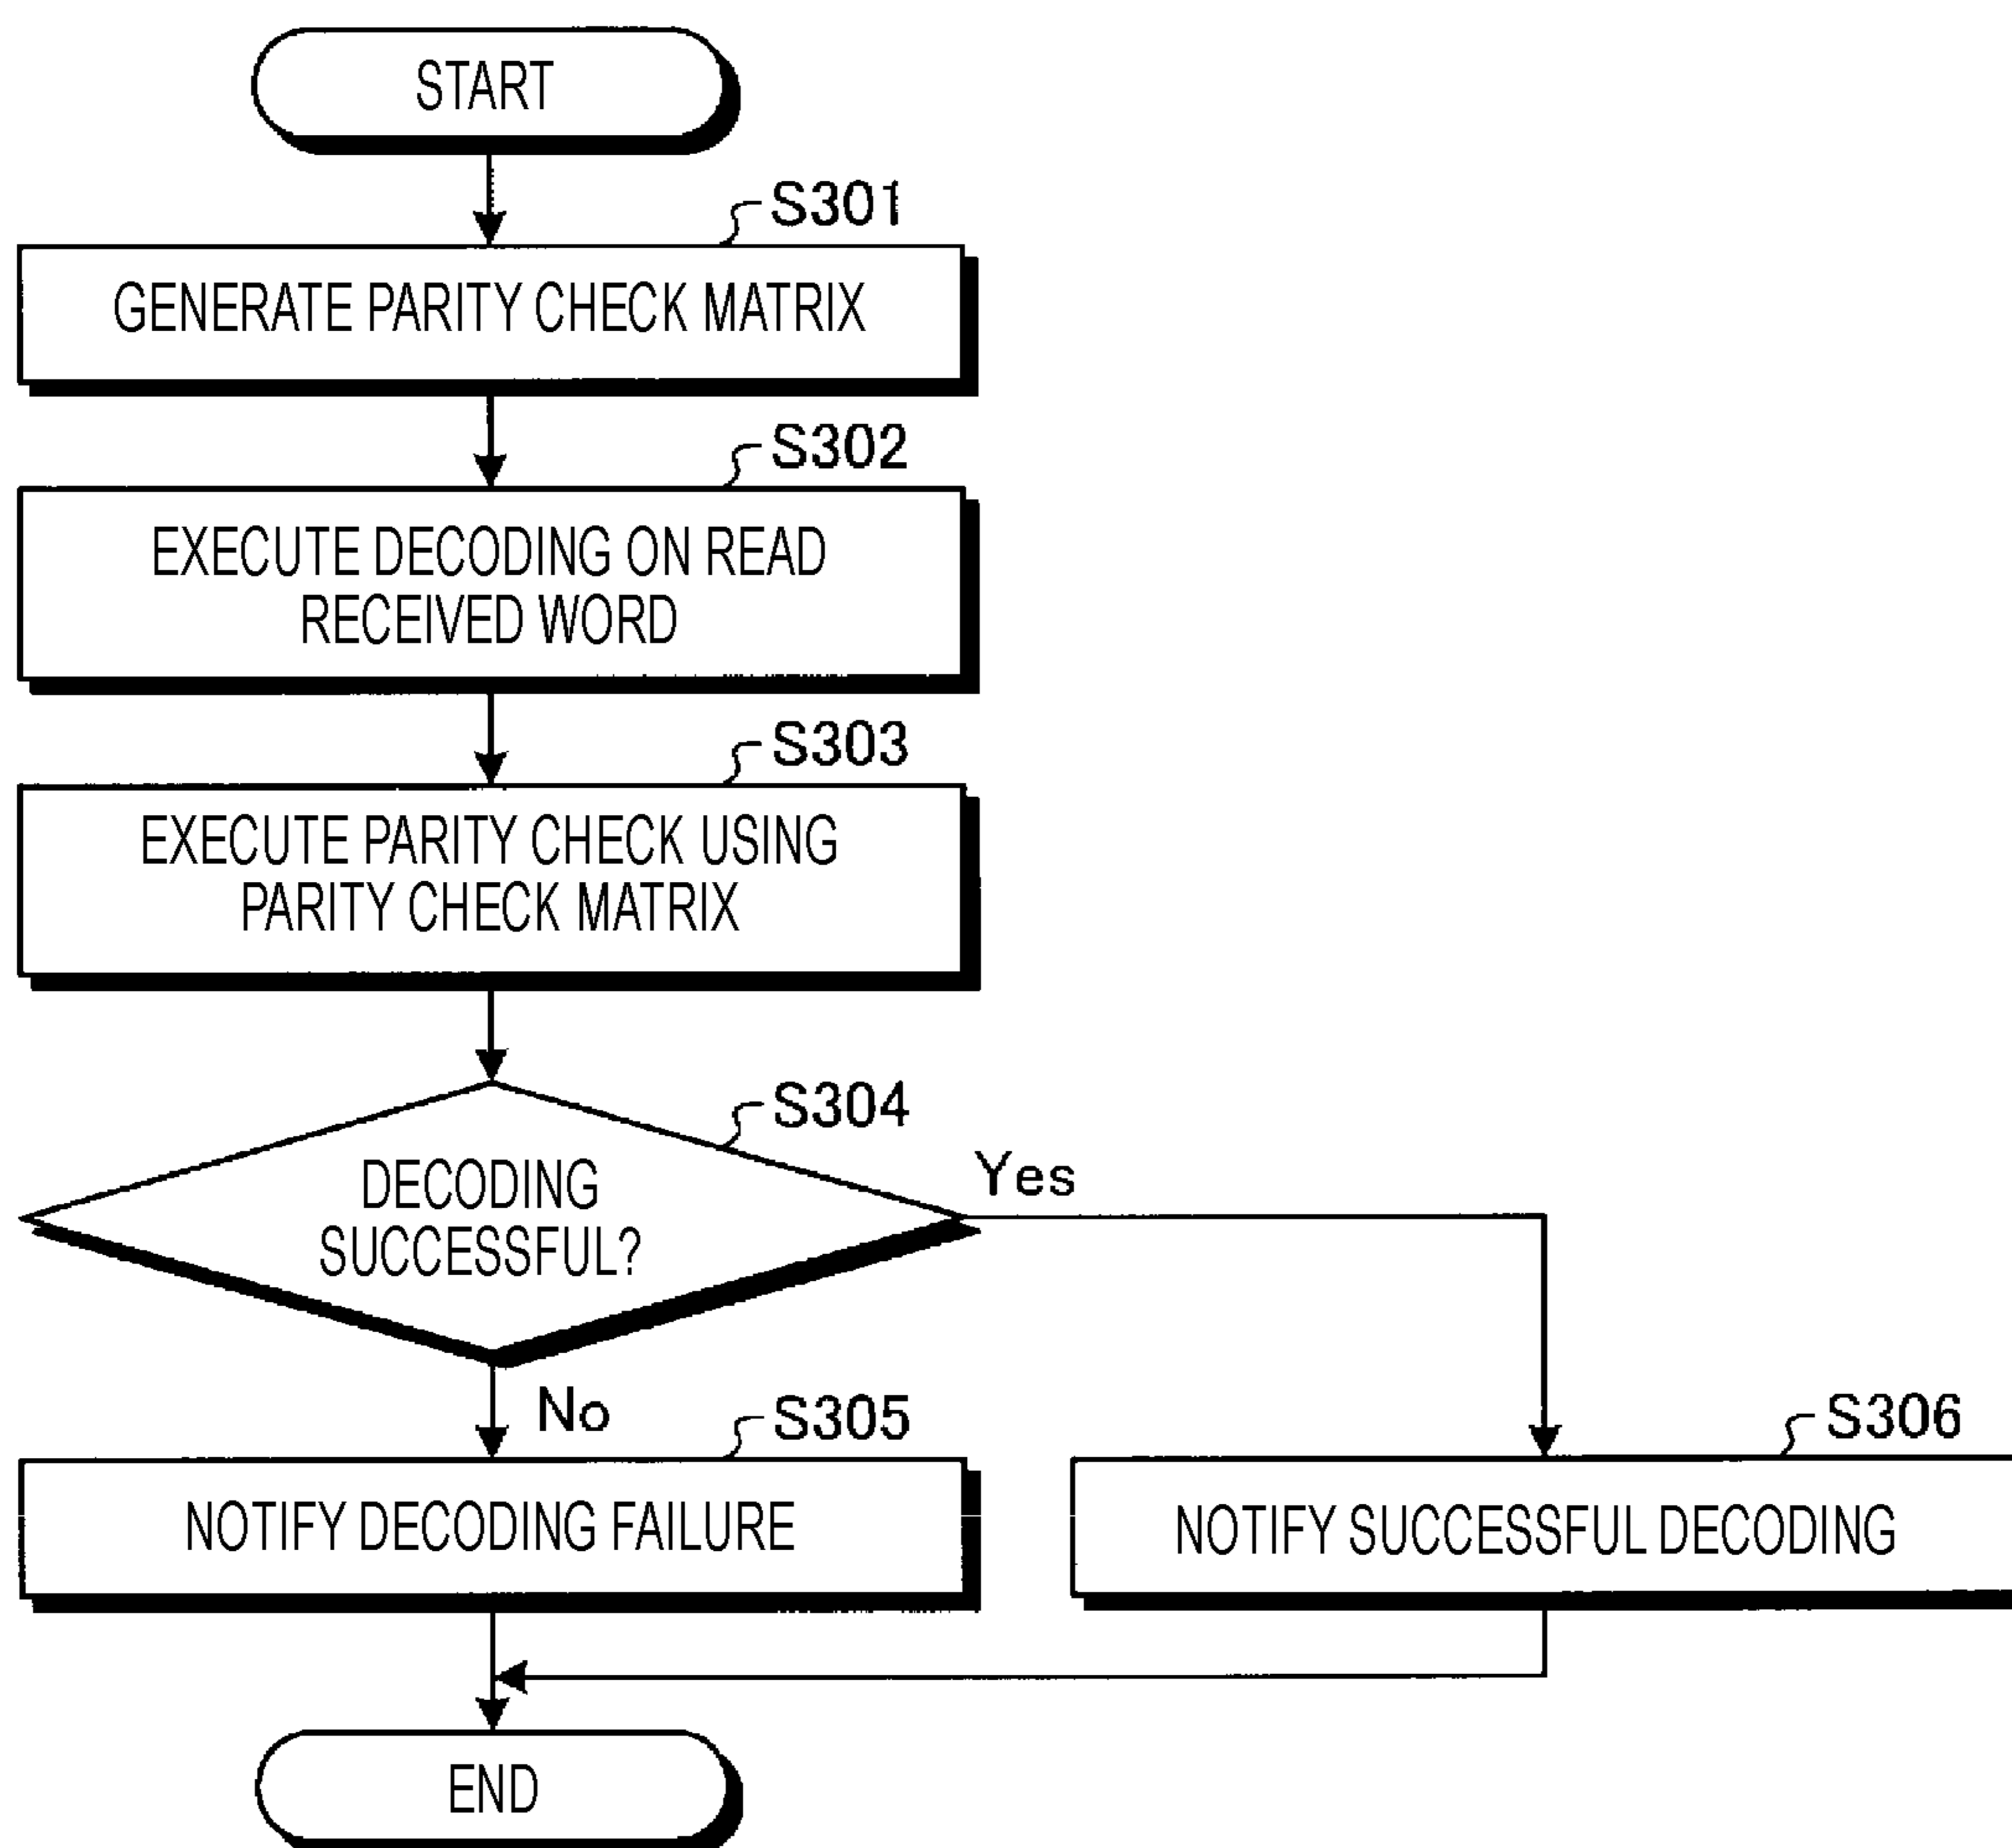 START
S301
GENERATE PARITY CHECK MATRIX
S302
EXECUTE DECODING ON READ
RECEIVED WORD
S303
EXECUTE PARITY CHECK USING
PARITY CHECK MATRIX
S304
DECODING
SUCCESSFUL?
Yes
No
S305
NOTIFY DECODING FAILURE
S306
NOTIFY SUCCESSFUL DECODING
END